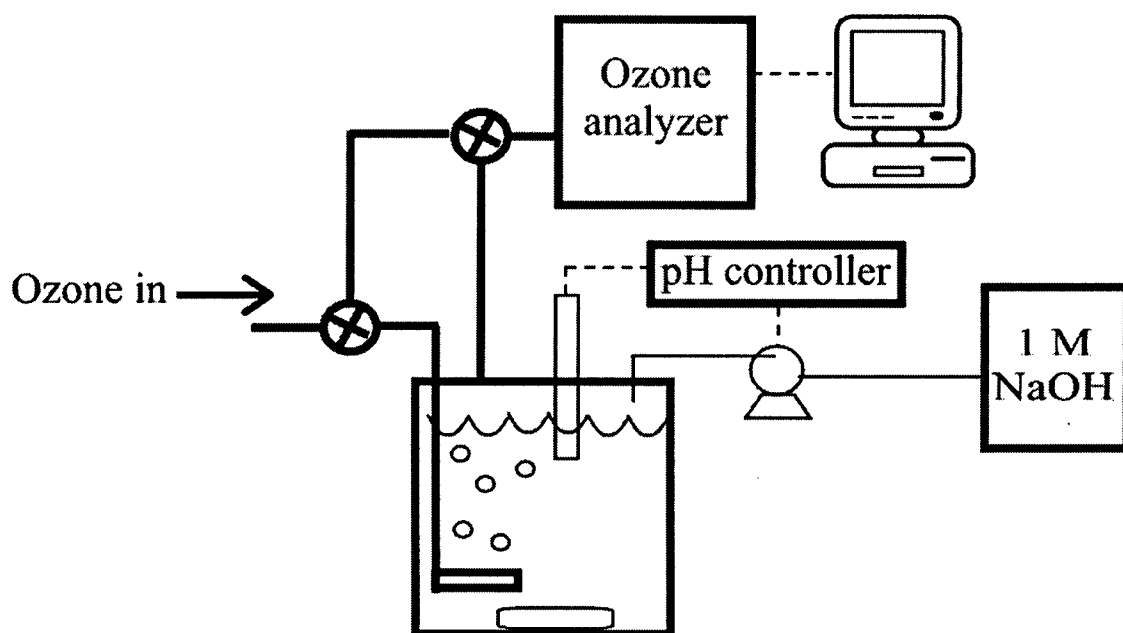 Ozone
analyzer
Ozone in
pH controller
1 M
NaOH